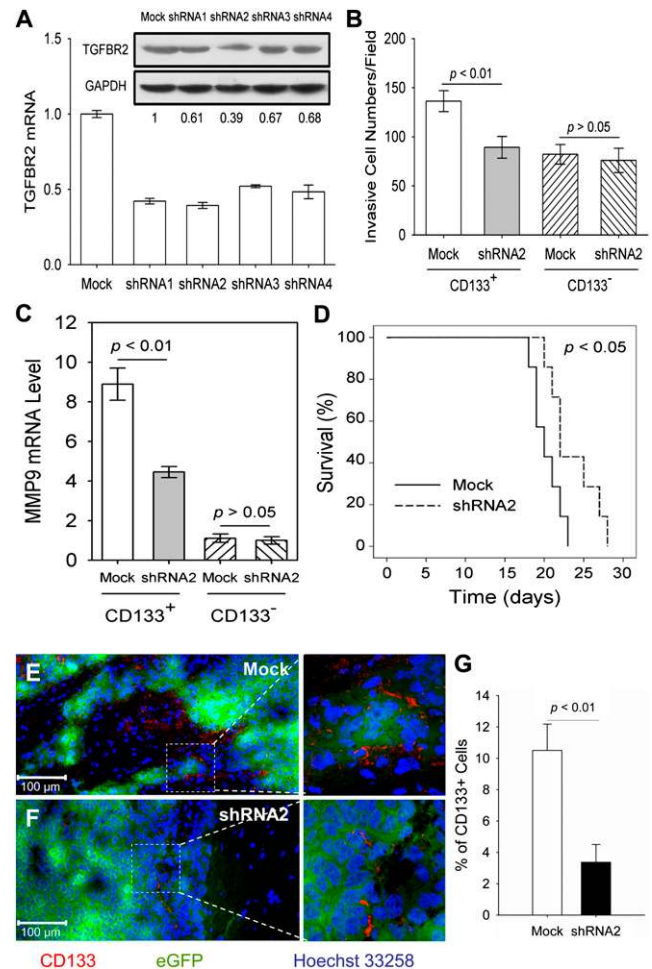 A
Mock shRNA1 shRNA2 shRNA3 shRNA4
TGFBR2
GAPDH
1 0.61 0.39 0.67 0.68
TGFBR2 mRNA
1.5
1.0
0.5
0.0
Mock shRNA1 shRNA2 shRNA3 shRNA4
B
Invasive Cell Numbers/Field
200
150
100
50
0
p < 0.01
p > 0.05
Mock shRNA2 Mock shRNA2
CD133+ CD133-
C
MMP9 mRNA Level
12
10
8
6
4
2
0
p < 0.01
p > 0.05
Mock shRNA2 Mock shRNA2
CD133+ CD133-
D
p < 0.05
Survival (%)
100
80
60
40
20
0
Mock
shRNA2
0 5 10 15 20 25 30
Time (days)
E
Mock
100 µm
F
shRNA2
100 µm
CD133 eGFP Hoechst 33258
G
% of CD133+ Cells
14
12
10
8
6
4
2
0
p < 0.01
Mock shRNA2